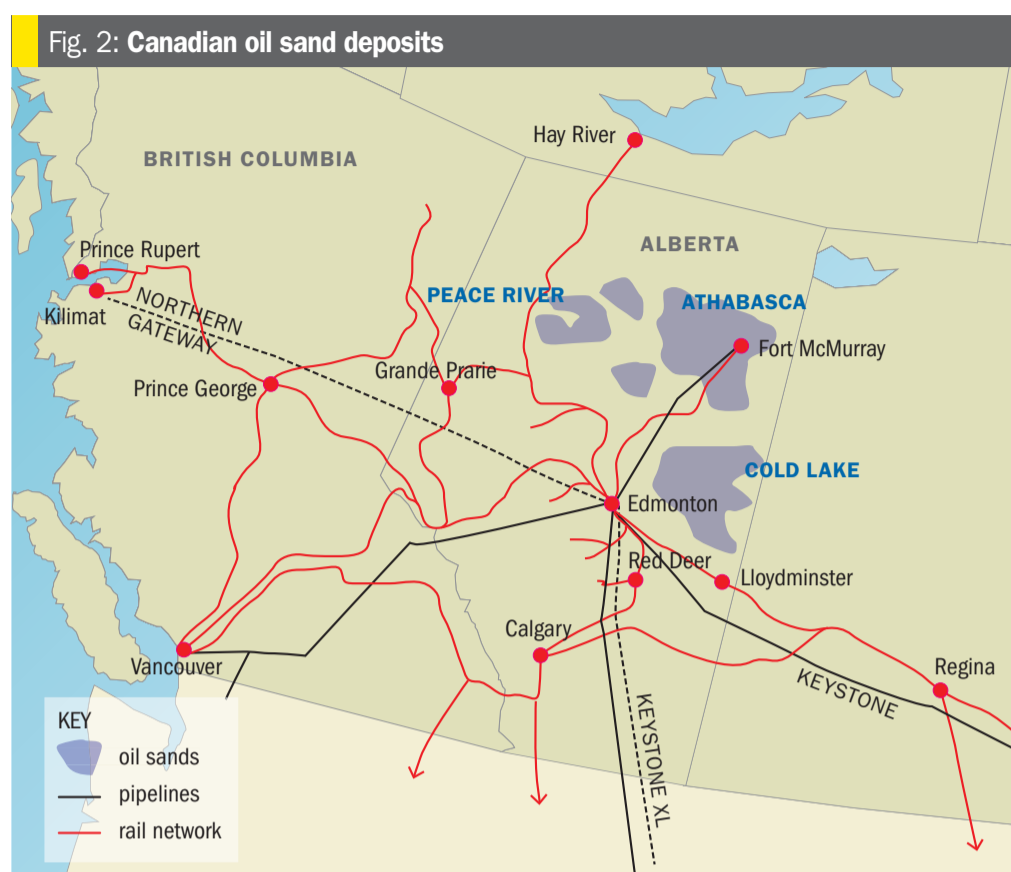 Fig. 2: Canadian oil sand deposits
Hay River
BRITISH COLUMBIA
ALBERTA
Prince Rupert
PEACE RIVER
ATHABASCA
Kilimat
NORTHERN
GATEWAY
Fort McMurray
Grande Prarie
Prince George
COLD LAKE
Edmonton
Red Deer
Lloydminster
Calgary
Vancouver
Regina
KEYSTONE
KEYSTONE XL
KEY
oil sands
pipelines
rail network